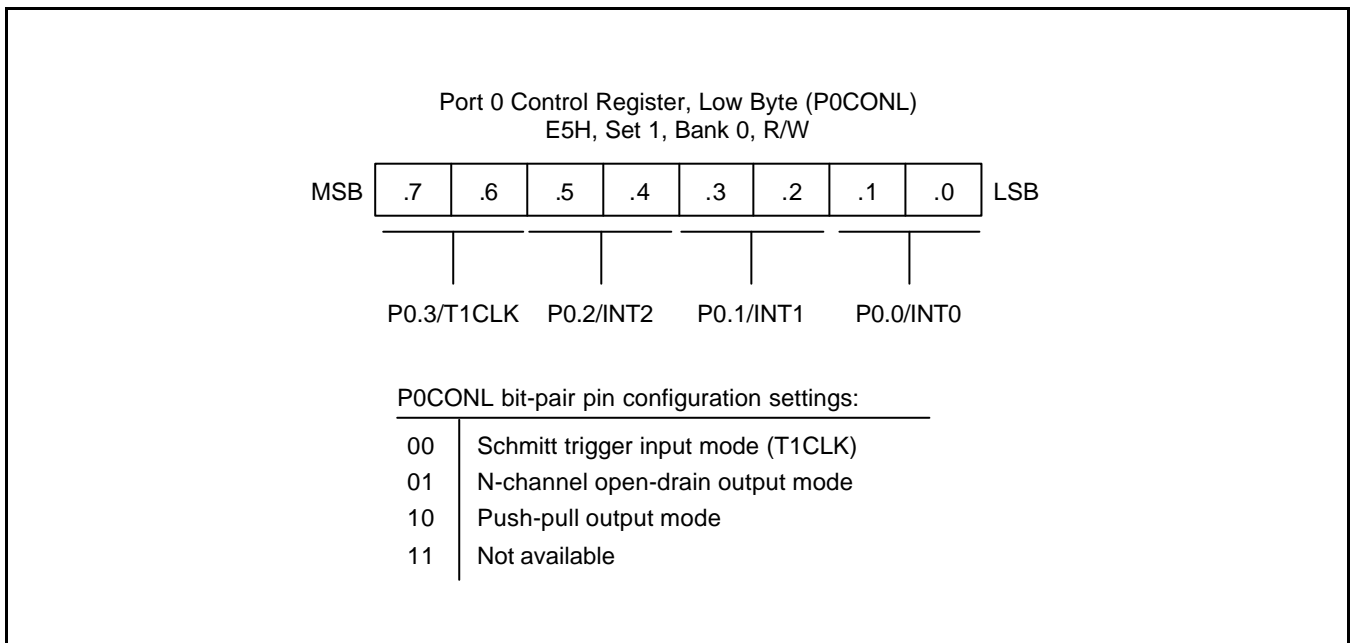 Port 0 Control Register, Low Byte (P0CONL)
E5H, Set 1, Bank 0, R/W
MSB .7 .6 .5 .4 .3 .2 .1 .0 LSB
P0.3/T1CLK P0.2/INT2 P0.1/INT1 P0.0/INT0
P0CONL bit-pair pin configuration settings:
00 Schmitt trigger input mode (T1CLK)
01 N-channel open-drain output mode
10 Push-pull output mode
11 Not available